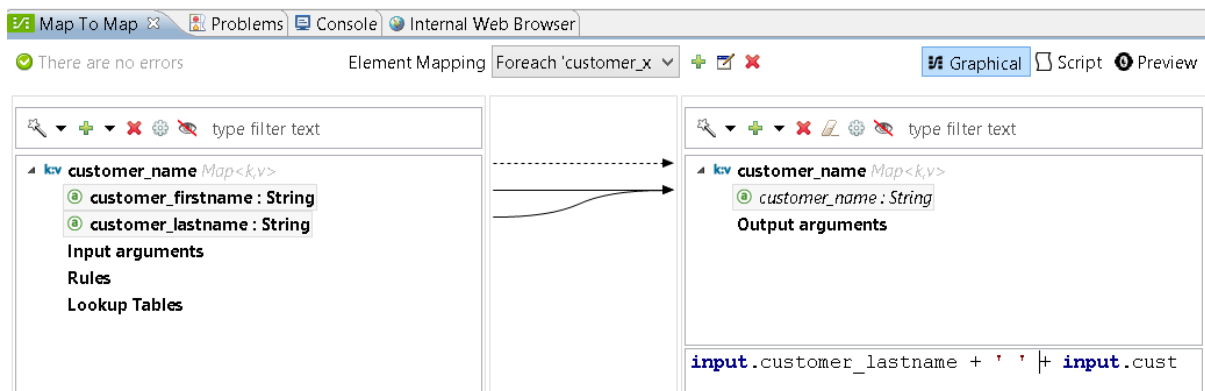 Map To Map Problems Console Internal Web Browser
There are no errors Element Mapping Foreach 'customer_x Graphical Script Preview
type filter text type filter text
k:v customer_name Map<k,v> k:v customer_name Map<k,v>
a customer_firstname : String a customer_name : String
a customer_lastname : String Output arguments
Input arguments
Rules
Lookup Tables
input.customer_lastname + ' ' + input.cust